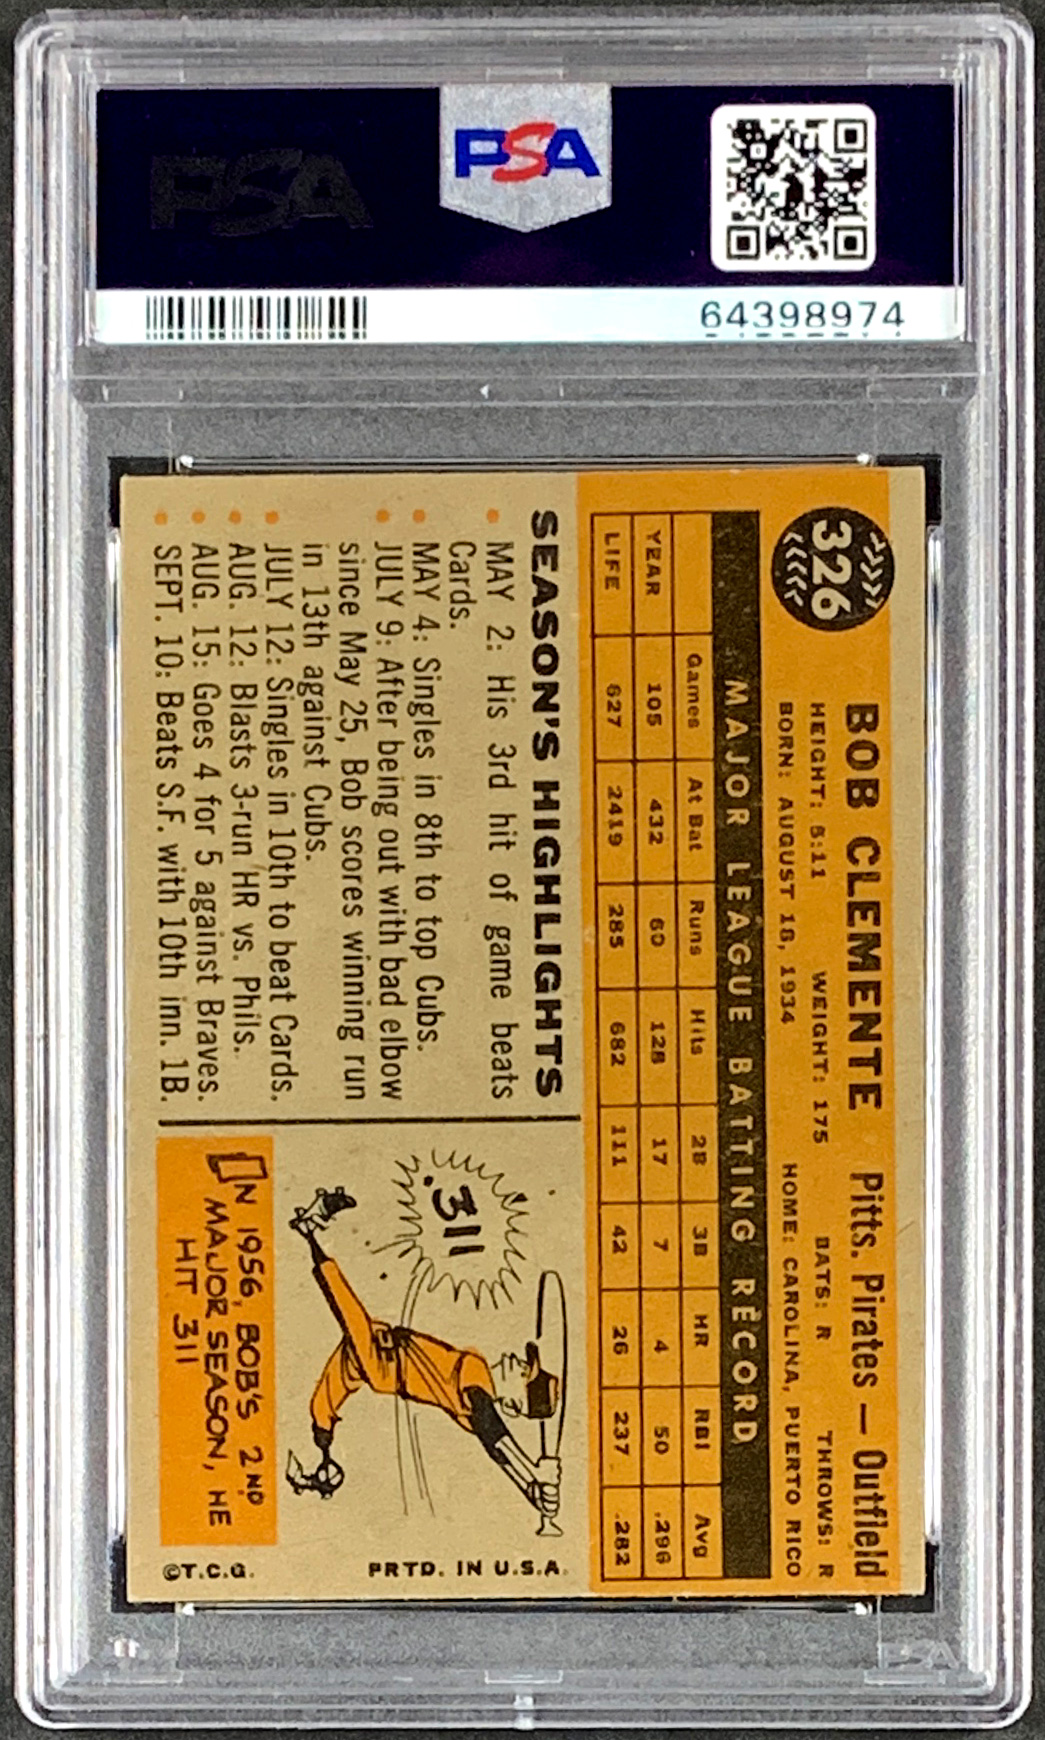 PSA
PSA
64398974
326
BOB CLEMENTE Pitts. Pirates — Outfield
HEIGHT: 5:11 WEIGHT: 175 BATS: R THROWS: R
BORN: AUGUST 18, 1934 HOME: CAROLINA, PUERTO RICO
MAJOR LEAGUE BATTING RECORD
Games At Bat Runs Hits 2B 3B HR RBI Avg
YEAR 105 432 60 128 17 7 4 50 .296
LIFE 627 2419 285 682 111 42 26 237 .282
SEASON'S HIGHLIGHTS
• MAY 2: His 3rd hit of game beats
Cards.
• MAY 4: Singles in 8th to top Cubs.
• JULY 9: After being out with bad elbow
since May 25, Bob scores winning run
in 13th against Cubs.
• JULY 12: Singles in 10th to beat Cards.
• AUG. 12: Blasts 3-run HR vs. Phils.
• AUG. 15: Goes 4 for 5 against Braves.
• SEPT. 10: Beats S.F. with 10th inn. 1B.
.311
IN 1956, BOB'S 2ND
MAJOR SEASON, HE
HIT 311
PRTD. IN U.S.A.
©T.C.G.
PSA